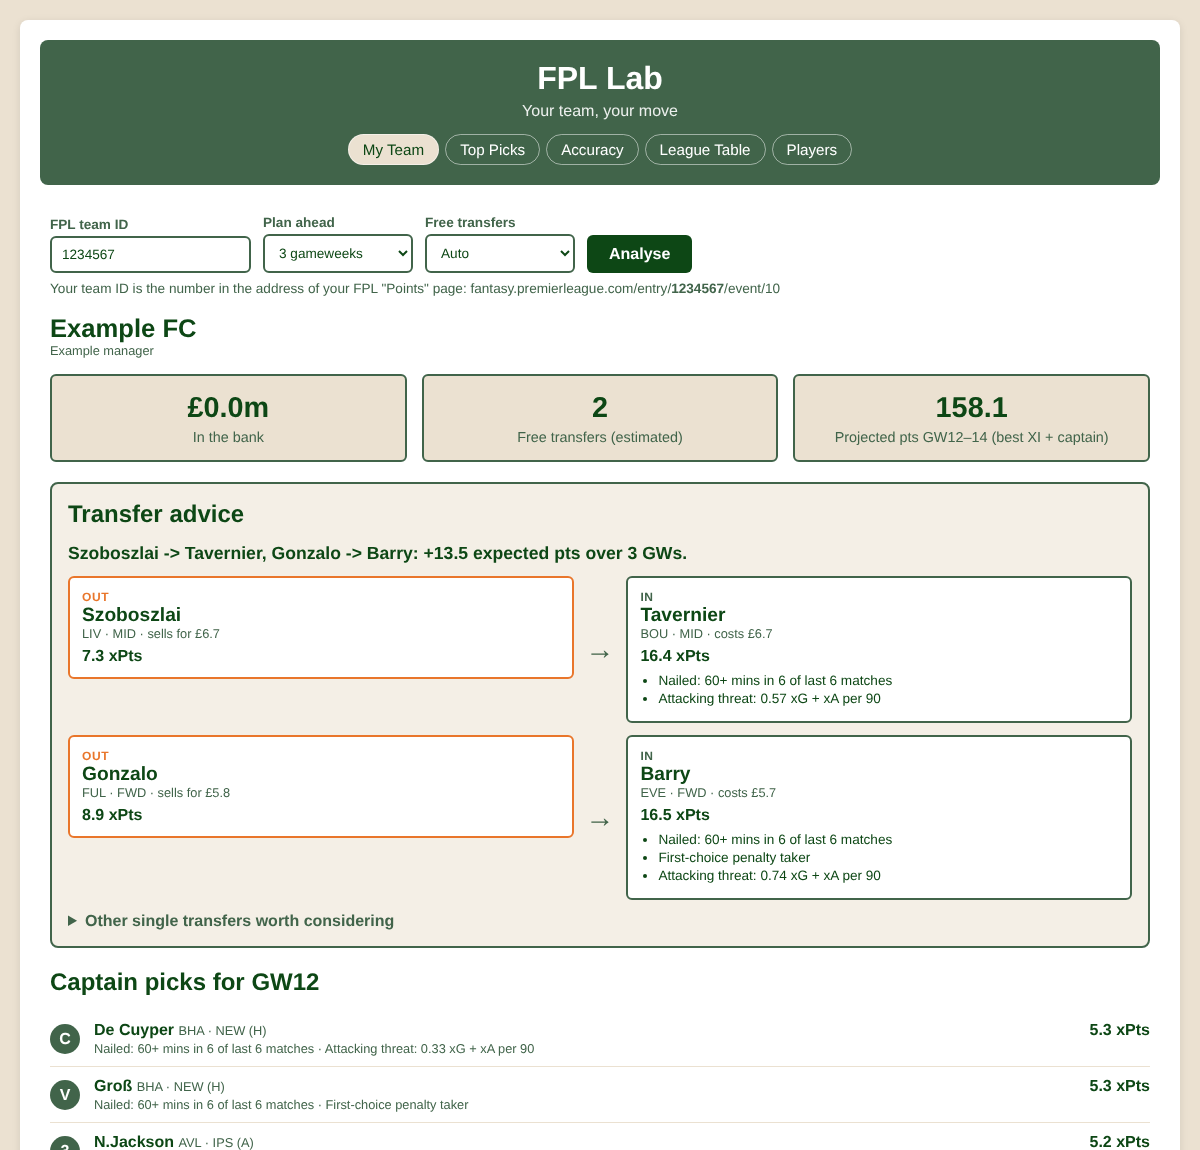 FPL Lab
Your team, your move
My Team Top Picks Accuracy League Table Players
FPL team ID Plan ahead Free transfers
1234567 3 gameweeks Auto Analyse
Your team ID is the number in the address of your FPL "Points" page: fantasy.premierleague.com/entry/1234567/event/10
Example FC
Example manager
£0.0m
In the bank
2
Free transfers (estimated)
158.1
Projected pts GW12–14 (best XI + captain)
Transfer advice
Szoboszlai -> Tavernier, Gonzalo -> Barry: +13.5 expected pts over 3 GWs.
OUT
Szoboszlai
LIV · MID · sells for £6.7
7.3 xPts
→
IN
Tavernier
BOU · MID · costs £6.7
16.4 xPts
• Nailed: 60+ mins in 6 of last 6 matches
• Attacking threat: 0.57 xG + xA per 90
OUT
Gonzalo
FUL · FWD · sells for £5.8
8.9 xPts
→
IN
Barry
EVE · FWD · costs £5.7
16.5 xPts
• Nailed: 60+ mins in 6 of last 6 matches
• First-choice penalty taker
• Attacking threat: 0.74 xG + xA per 90
Other single transfers worth considering
Captain picks for GW12
C De Cuyper BHA · NEW (H) 5.3 xPts
Nailed: 60+ mins in 6 of last 6 matches · Attacking threat: 0.33 xG + xA per 90
V Groß BHA · NEW (H) 5.3 xPts
Nailed: 60+ mins in 6 of last 6 matches · First-choice penalty taker
3 N.Jackson AVL · IPS (A) 5.2 xPts